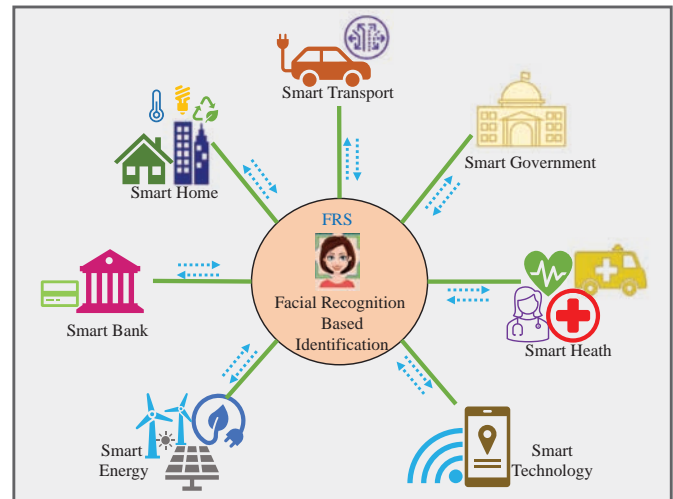 Smart Transport
Smart Government
Smart Home
FRS
Facial Recognition
Based
Identification
Smart Bank
Smart Heath
Smart
Energy
Smart
Technology